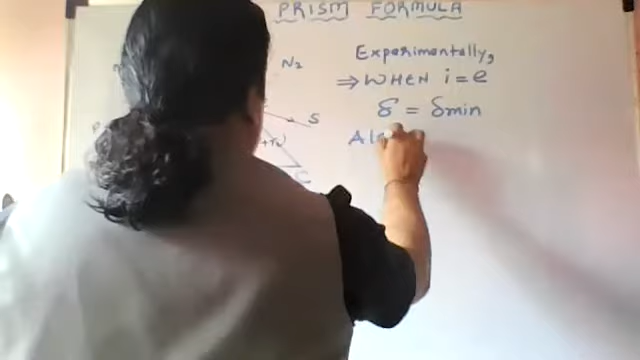 PRISM FORMULA
N₂
Experimentally,
⇒ WHEN i = e
δ = δmin
S
C